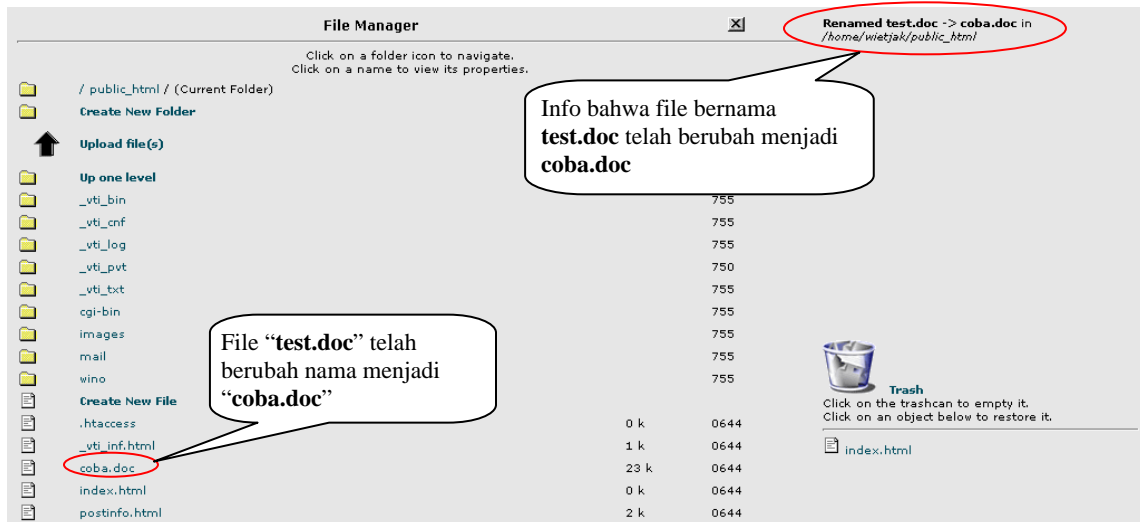 File Manager
Renamed test.doc -> coba.doc in
/home/wietjak/public_html
Click on a folder icon to navigate.
Click on a name to view its properties.
/ public_html / (Current Folder)
Create New Folder
Upload file(s)
Up one level
Info bahwa file bernama
test.doc telah berubah menjadi
coba.doc
_vti_bin 755
_vti_cnf 755
_vti_log 755
_vti_pvt 750
_vti_txt 755
cgi-bin 755
images 755
mail 755
wino 755
File “test.doc” telah
berubah nama menjadi
“coba.doc”
Create New File
.htaccess 0 k 0644
_vti_inf.html 1 k 0644
coba.doc 23 k 0644
index.html 0 k 0644
postinfo.html 2 k 0644
Trash
Click on the trashcan to empty it.
Click on an object below to restore it.
index.html